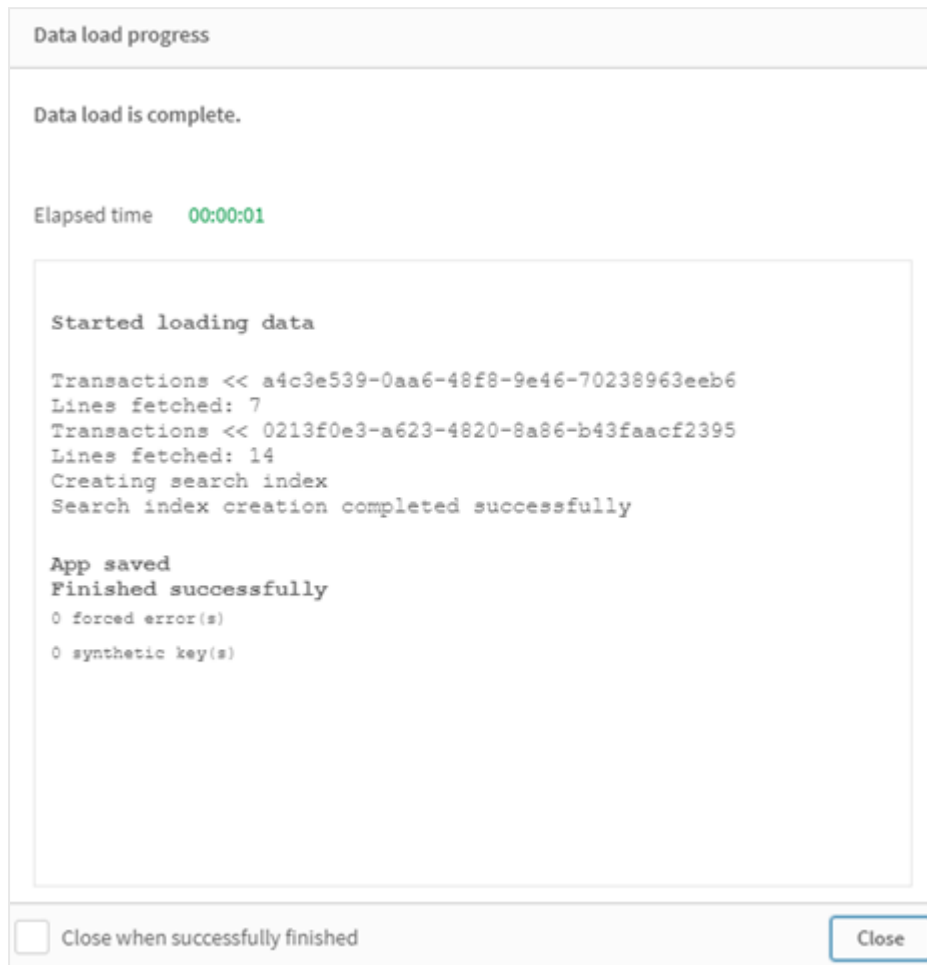 Data load progress
Data load is complete.
Elapsed time 00:00:01
Started loading data
Transactions << a4c3e539-0aa6-48f8-9e46-70238963eeb6
Lines fetched: 7
Transactions << 0213f0e3-a623-4820-8a86-b43faacf2395
Lines fetched: 14
Creating search index
Search index creation completed successfully
App saved
Finished successfully
0 forced error(s)
0 synthetic key(s)
Close when successfully finished
Close